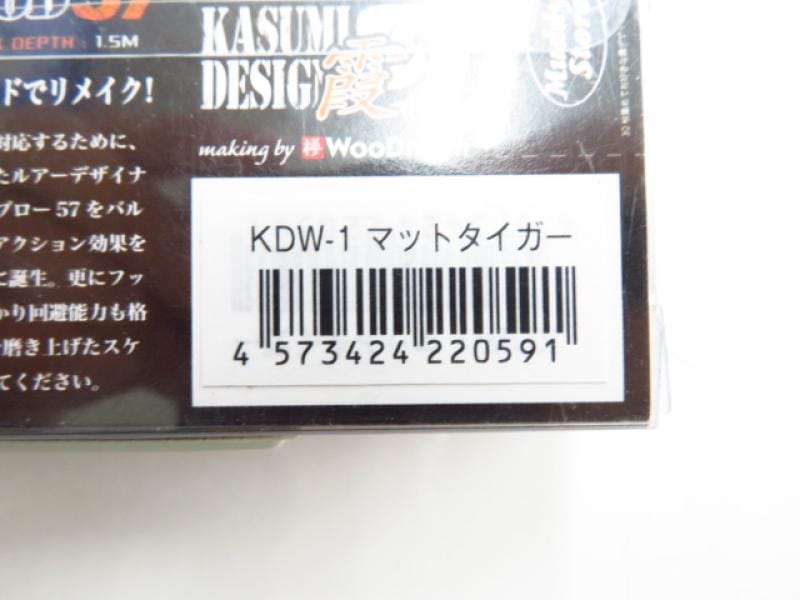 DEPTH : 1.5M
KASUMI
DESIGN
霞
Muddy
Store
ドでリメイク!
making by WooD
対応するために、
たルアーデザイナ
ブロー57をバル
アクション効果を
に誕生。更にフッ
かり回避能力も格
磨き上げたスケ
てください。
KDW-1 マットタイガー
4 573424 220591